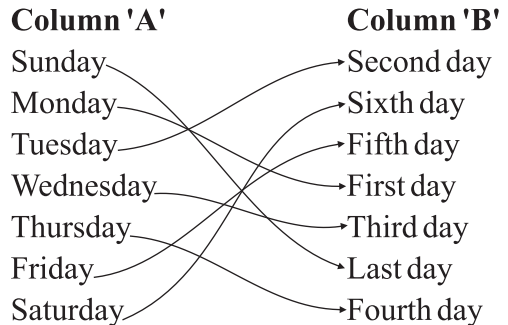 Column 'A' Column 'B'
Sunday Second day
Monday Sixth day
Tuesday Fifth day
Wednesday First day
Thursday Third day
Friday Last day
Saturday Fourth day